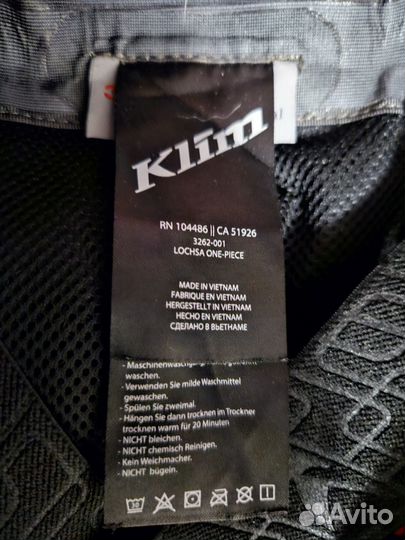 Klim
RN 104486 || CA 51926
3262-001
LOCHSA ONE-PIECE
MADE IN VIETNAM
FABRIQUE EN VIETNAM
HERGESTELLT IN VIETNAM
HECHO EN VIETNAM
СДЕЛАНО В ВЬЕТНАМЕ
waschen.
- Verwenden Sie milde Waschmittel
gewaschen.
- Spülen Sie zweimal.
- Hängen Sie dann trocknen im Trockner
trocknen warm für 20 Minuten
- NICHT bleichen.
- NICHT chemisch Reinigen.
- Kein Weichmacher.
- NICHT bügeln.
30
Avito